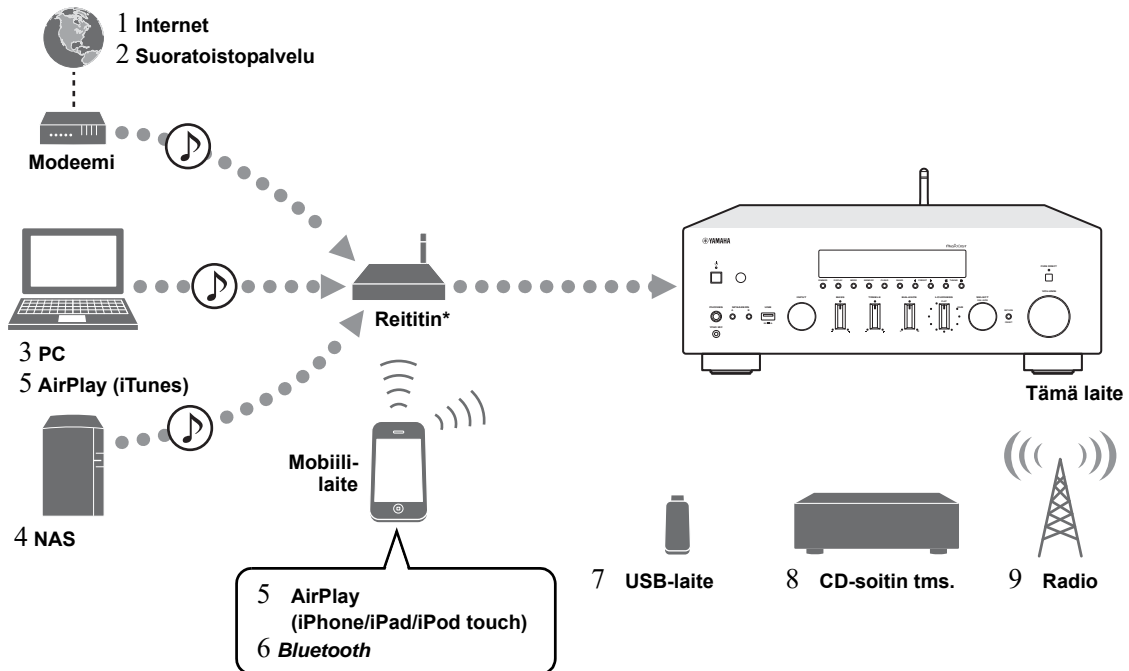 1 Internet
2 Suoratoistopalvelu
Modeemi
3 PC
5 AirPlay (iTunes)
4 NAS
Reititin*
Mobiili-
laite
5 AirPlay
(iPhone/iPad/iPod touch)
6 Bluetooth
YAMAHA
Tämä laite
7 USB-laite
8 CD-soitin tms.
9 Radio